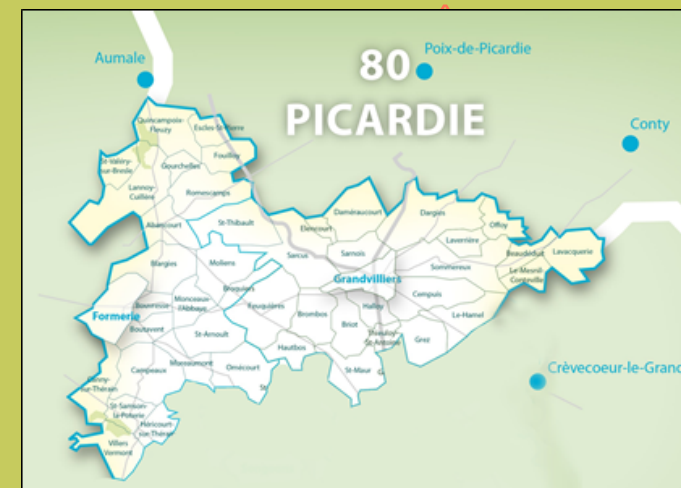 Aumale
80
Poix-de-Picardie
PICARDIE
Conty
Quincampoix-
Fleuzy
Escles-St-Pierre
Fouilloy
St-Valery-
sur-Bresle
Gourchelles
Lannoy-
Cuillère
Romescamps
Abancourt
St-Thibault
Elencourt
Daméraucourt
Dargies
Offoy
Laverrière
Beaudéduit
Lavacquerie
Blargies
Moliens
Sarcus
Sarnois
Sommereux
Le-Mesnil-
Conteville
Grandvilliers
Formerie
Bouvresse
Monceaux-
l'Abbaye
Broquiers
Feuquières
Brombos
Halloy
Cempuis
Le-Hamel
Boutavent
St-Arnoult
Briot
Thieuloy-
St-Antoine
Grez
Hautbos
Campeaux
Mureaumont
Omécourt
St
St-Maur
G
Crèvecoeur-le-Grand
Canny-
sur-Thérain
St-Samson-
la-Poterie
Héricourt-
sur-Thérain
Villers
Vermont